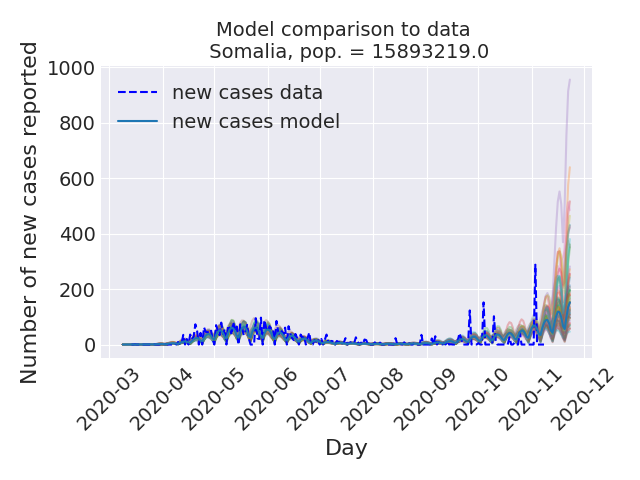 Model comparison to data
Somalia, pop. = 15893219.0
Number of new cases reported
1000
800
600
400
200
0
new cases data
new cases model
2020-03
2020-04
2020-05
2020-06
2020-07
2020-08
2020-09
2020-10
2020-11
2020-12
Day